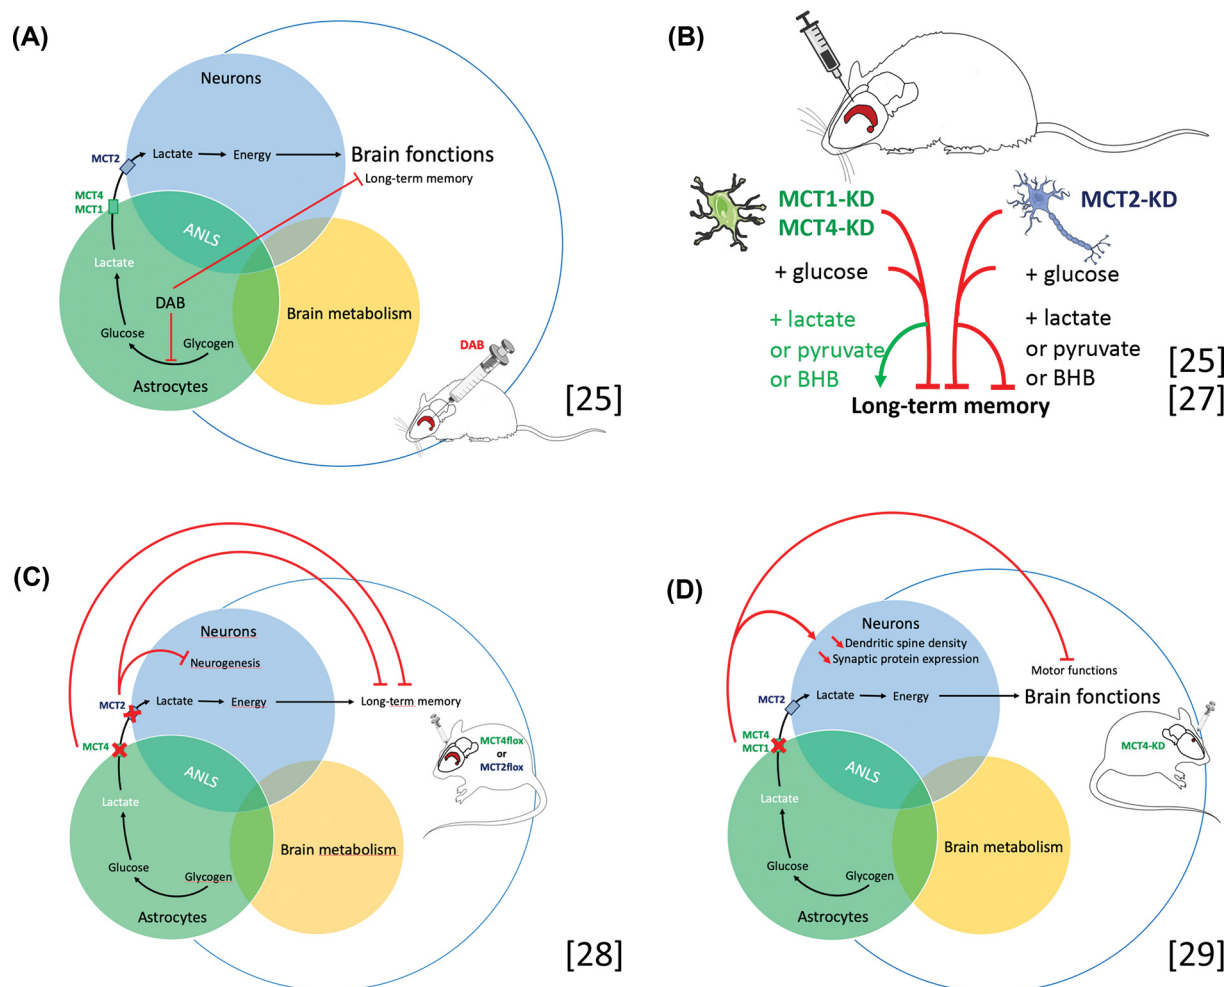 (A)
Neurons
MCT2
Lactate
Energy
Brain fonctions
Long-term memory
MCT4
MCT1
ANLS
Lactate
DAB
Glucose
Glycogen
Astrocytes
Brain metabolism
DAB
[25]
(B)
MCT1-KD
MCT4-KD
MCT2-KD
+ glucose
+ glucose
+ lactate
or pyruvate
or BHB
+ lactate
or pyruvate
or BHB
Long-term memory
[25]
[27]
(C)
Neurons
Neurogenesis
MCT2
Lactate
Energy
Long-term memory
MCT4
ANLS
MCT4flox
or
MCT2flox
Lactate
Glucose
Glycogen
Astrocytes
Brain metabolism
[28]
(D)
Neurons
Dendritic spine density
Synaptic protein expression
Motor functions
MCT2
Lactate
Energy
Brain fonctions
MCT4
MCT1
ANLS
MCT4-KD
Lactate
Glucose
Glycogen
Astrocytes
Brain metabolism
[29]